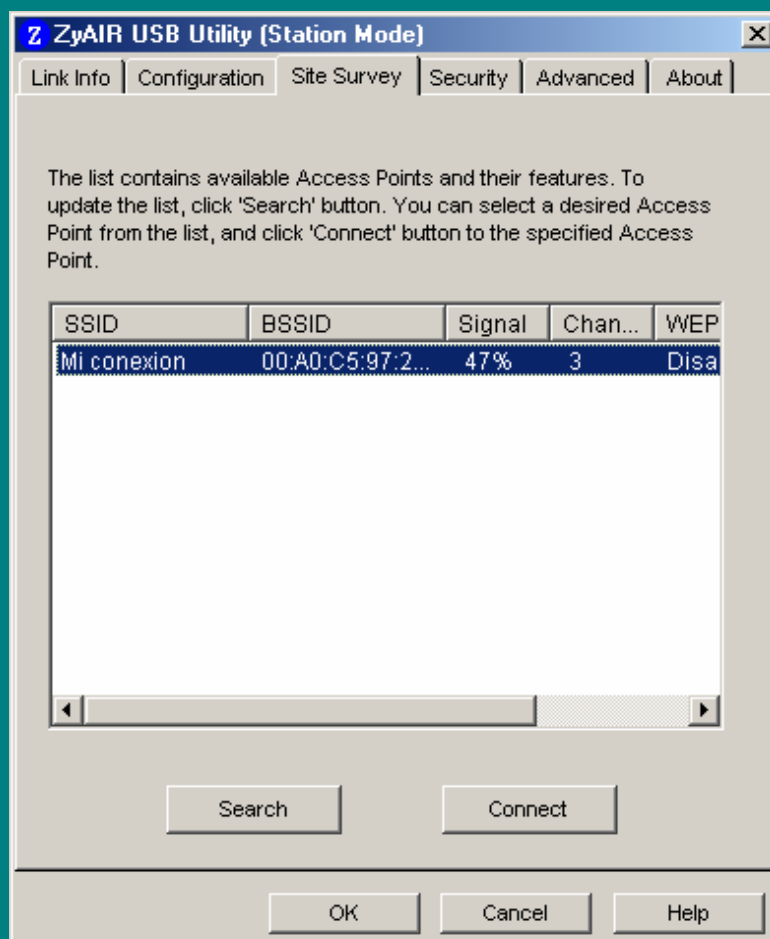 Z ZyAIR USB Utility (Station Mode)
Link Info Configuration Site Survey Security Advanced About
The list contains available Access Points and their features. To
update the list, click 'Search' button. You can select a desired Access
Point from the list, and click 'Connect' button to the specified Access
Point.
SSID BSSID Signal Chan... WEP
Mi conexion 00:A0:C5:97:2... 47% 3 Disa
Search Connect
OK Cancel Help